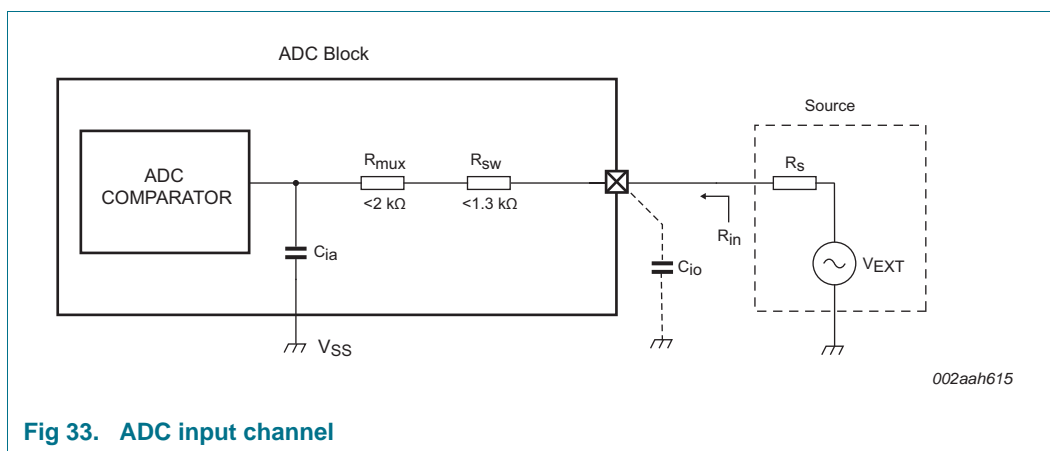 ADC Block
Source
ADC
COMPARATOR
Rmux
<2 kΩ
Rsw
<1.3 kΩ
Rs
Rin
Cia
Cio
VEXT
VSS
002aah615
Fig 33. ADC input channel